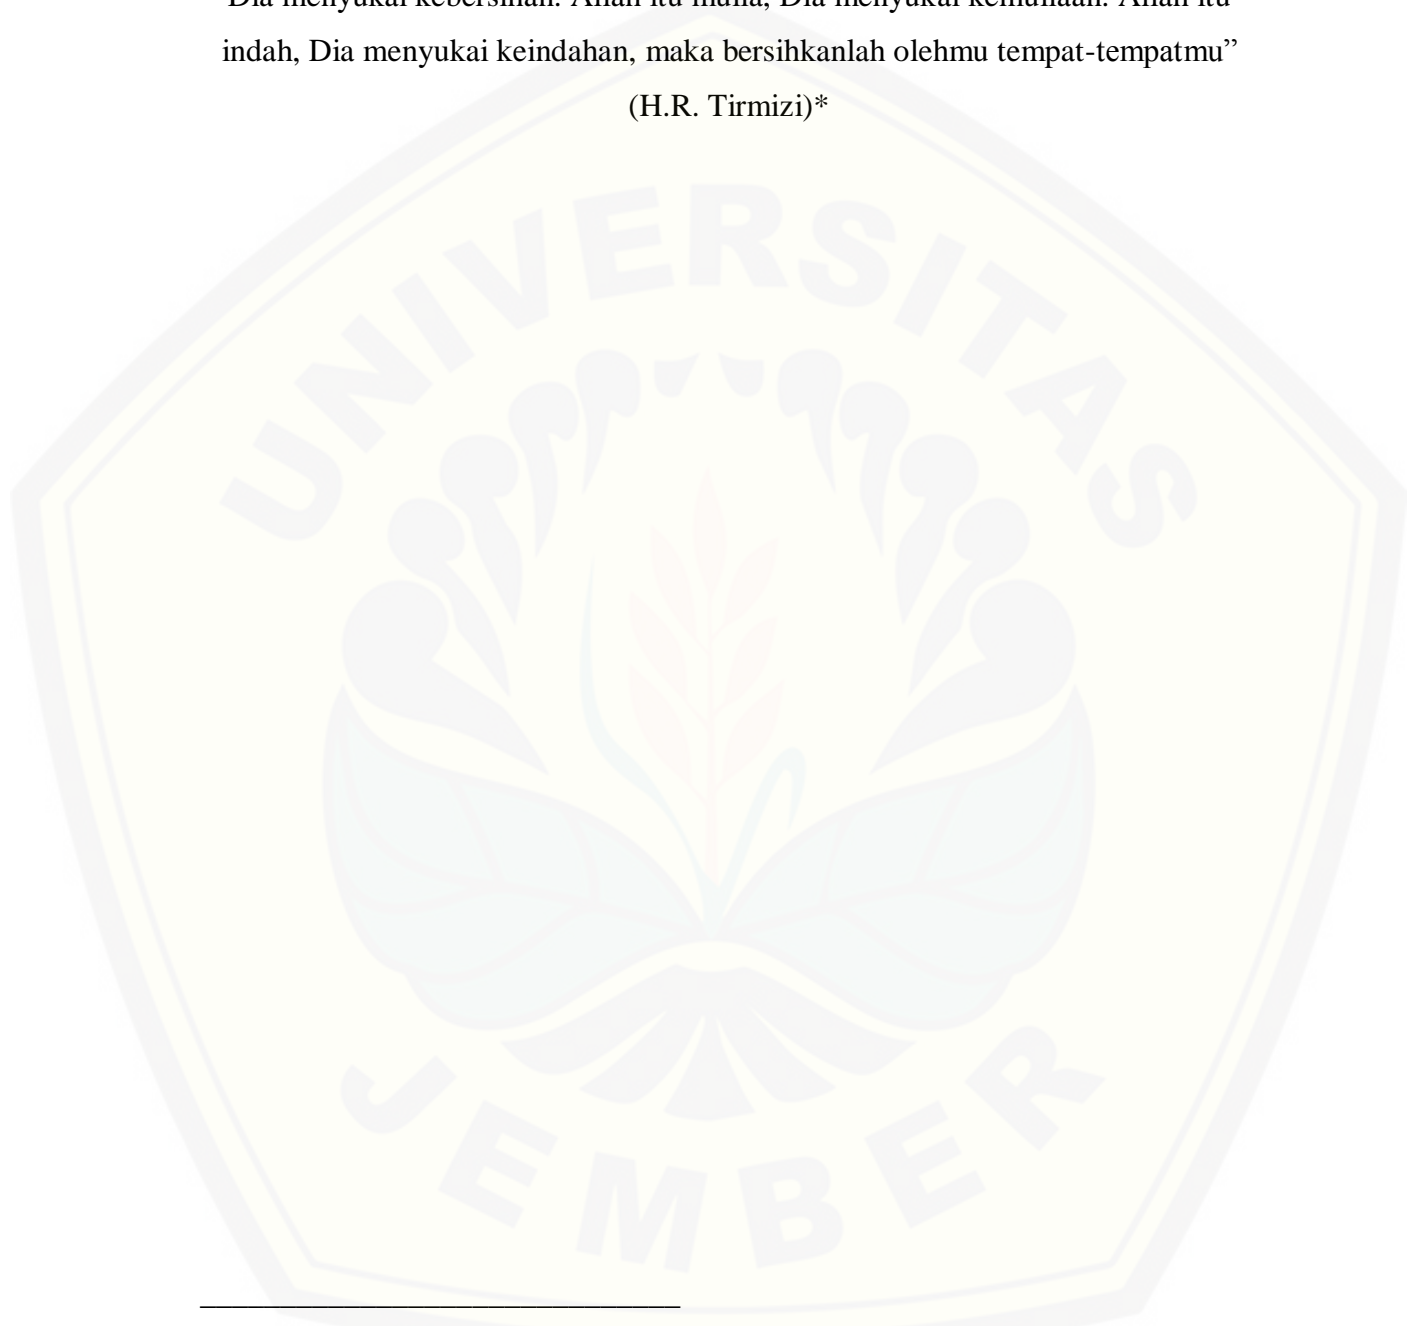 Dia menyukai kebersihan. Allah itu mulia, Dia menyukai kemuliaan. Allah itu
indah, Dia menyukai keindahan, maka bersihkanlah olehmu tempat-tempatmu”
(H.R. Tirmizi)*
UNIVERSITAS
JEMBER